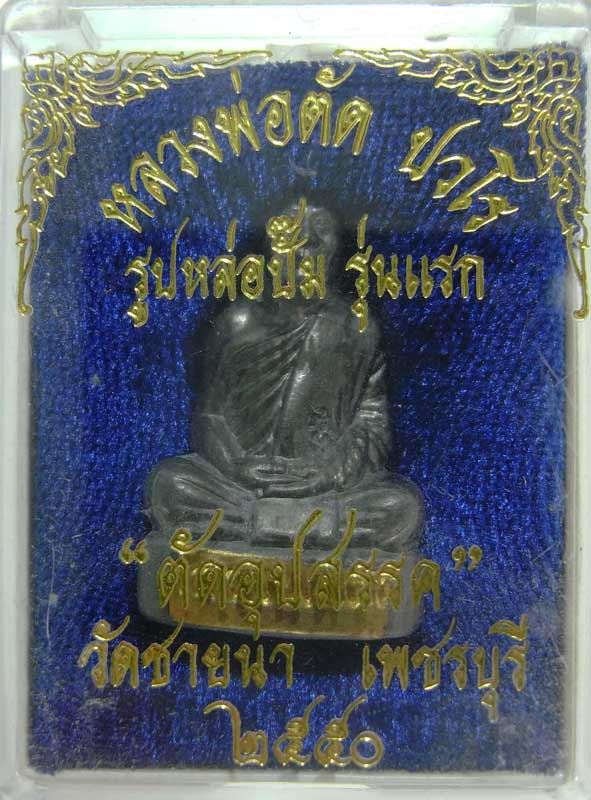 หลวงพ่อตัด ปวโร
รูปหล่อปั๊ม รุ่นแรก
“ตัดอุปสรรค”
วัดชายนา เพชรบุรี
๒๕๕๐